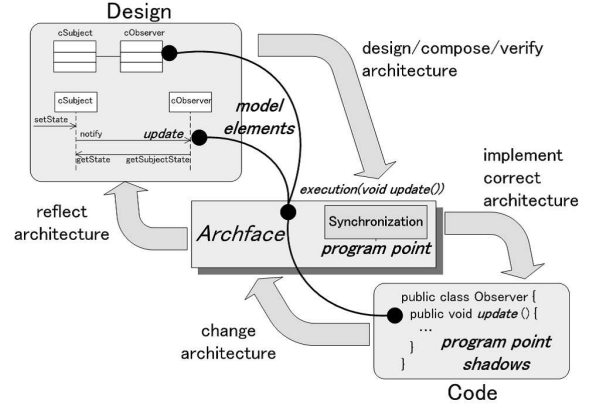 Design
cSubject
cObserver
cSubject
cObserver
setState
notify
update
getState
getSubjectState
model
elements
design/compose/verify
architecture
execution(void update())
Archface
Synchronization
program point
reflect
architecture
implement
correct
architecture
change
architecture
public class Observer {
public void update () {
...
}
}
program point
shadows
Code